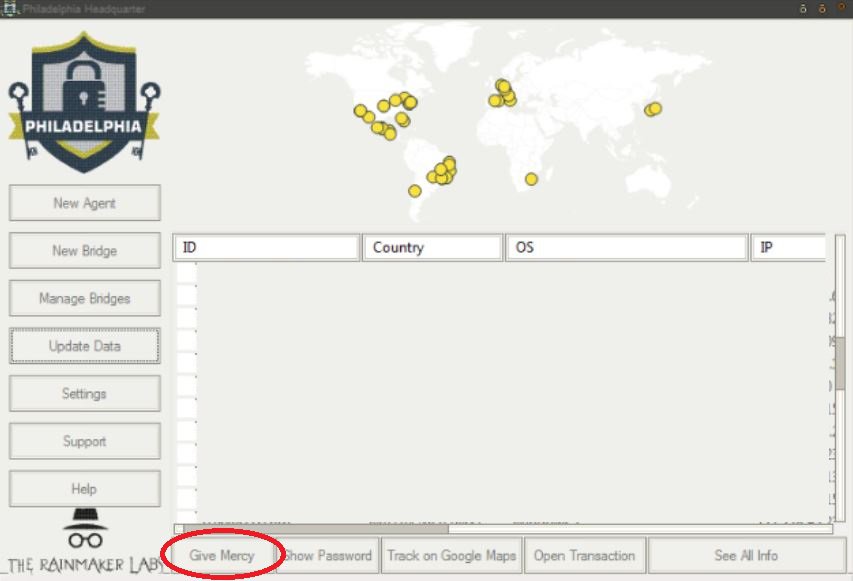 Philadelphia Headquarter
PHILADELPHIA
New Agent
New Bridge
Manage Bridges
Update Data
Settings
Support
Help
THE RAINMAKER LABS
ID Country OS IP
Give Mercy Show Password Track on Google Maps Open Transaction See All Info